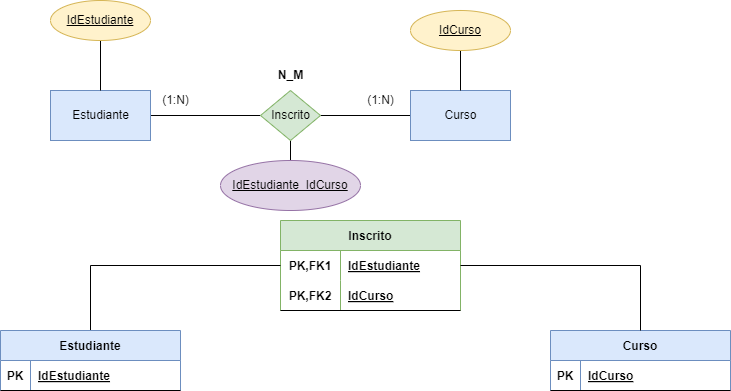 IdEstudiante
IdCurso
N_M
(1:N)
(1:N)
Estudiante
Inscrito
Curso
IdEstudiante_IdCurso
Inscrito
PK,FK1 IdEstudiante
PK,FK2 IdCurso
Estudiante
PK IdEstudiante
Curso
PK IdCurso